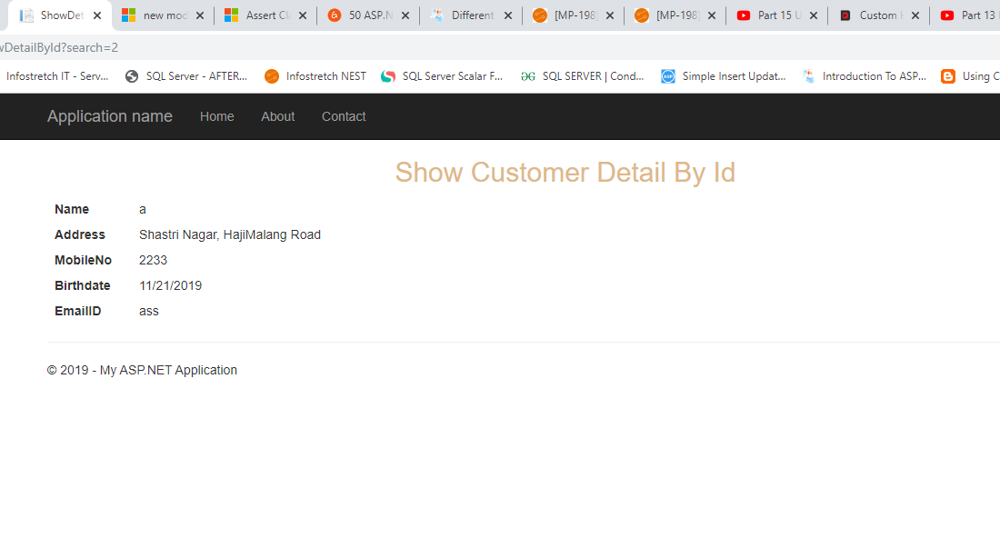 ShowDet new mod Assert Cl 50 ASP.N Different [MP-198] [MP-198] Part 15 U Custom Part 13
wDetailById?search=2
Infostretch IT - Serv... SQL Server - AFTER... Infostretch NEST SQL Server Scalar F... SQL SERVER | Cond... Simple Insert Updat... Introduction To ASP... Using C
Application name Home About Contact
Show Customer Detail By Id
Name a
Address Shastri Nagar, HajiMalang Road
MobileNo 2233
Birthdate 11/21/2019
EmailID ass
© 2019 - My ASP.NET Application